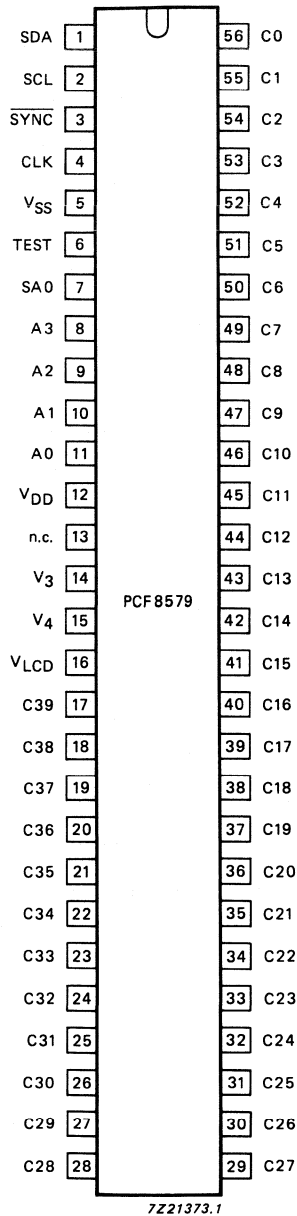 SDA 1 56 C0
SCL 2 55 C1
SYNC 3 54 C2
CLK 4 53 C3
VSS 5 52 C4
TEST 6 51 C5
SA0 7 50 C6
A3 8 49 C7
A2 9 48 C8
A1 10 47 C9
A0 11 46 C10
VDD 12 45 C11
n.c. 13 44 C12
V3 14 43 C13
PCF8579
V4 15 42 C14
VLCD 16 41 C15
C39 17 40 C16
C38 18 39 C17
C37 19 38 C18
C36 20 37 C19
C35 21 36 C20
C34 22 35 C21
C33 23 34 C22
C32 24 33 C23
C31 25 32 C24
C30 26 31 C25
C29 27 30 C26
C28 28 29 C27
7Z21373.1